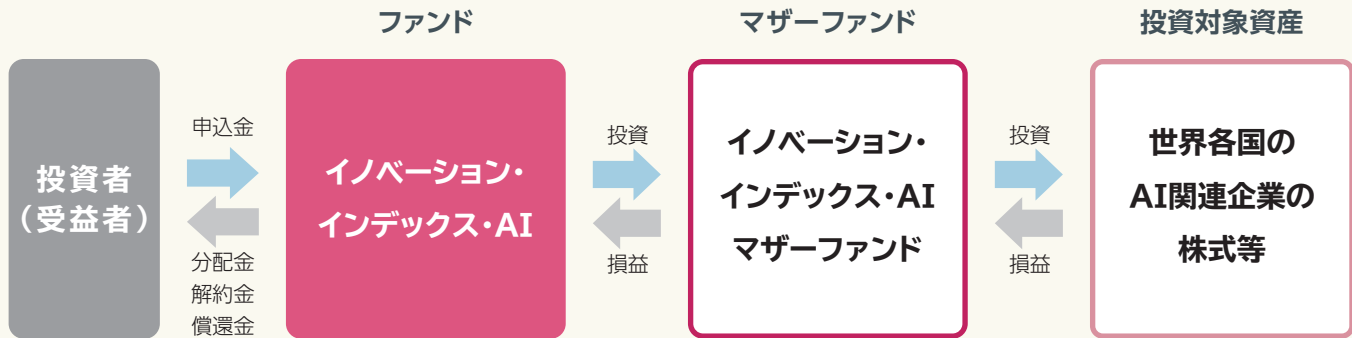 ファンド
マザーファンド
投資対象資産
投資者
(受益者)
申込金
分配金
解約金
償還金
イノベーション・
インデックス・AI
投資
損益
イノベーション・
インデックス・AI
マザーファンド
投資
損益
世界各国の
AI関連企業の
株式等